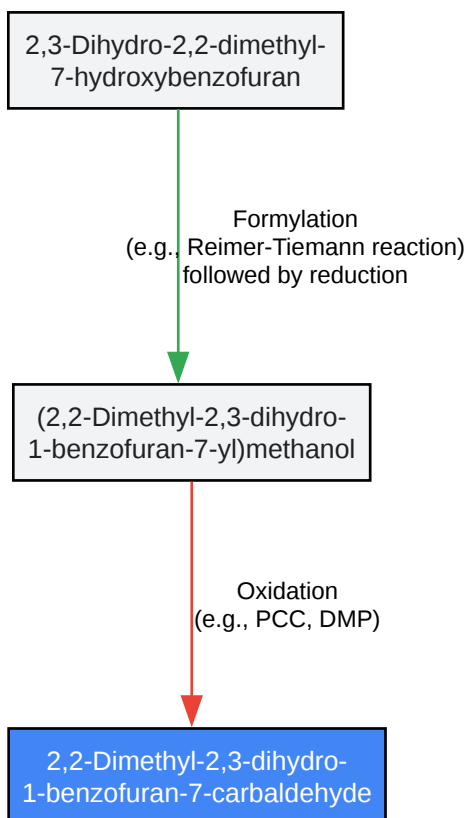 2,3-Dihydro-2,2-dimethyl-
7-hydroxybenzofuran
Formylation
(e.g., Reimer-Tiemann reaction)
followed by reduction
(2,2-Dimethyl-2,3-dihydro-
1-benzofuran-7-yl)methanol
Oxidation
(e.g., PCC, DMP)
2,2-Dimethyl-2,3-dihydro-
1-benzofuran-7-carbaldehyde